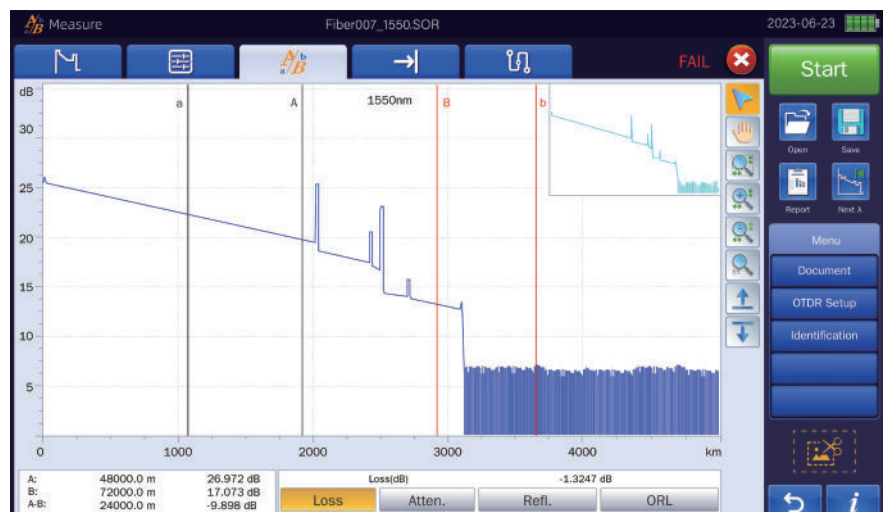 A/B Measure
Fiber007_1550.SOR
2023-06-23
A b a/B
FAIL
Start
dB
a
A
1550nm
B
b
30
25
20
15
10
5
0
1000
2000
3000
4000
km
Open
Save
Report
Next λ
Menu
Document
OTDR Setup
Identification
A: 48000.0 m 26.972 dB
B: 72000.0 m 17.073 dB
A-B: 24000.0 m -9.898 dB
Loss(dB) -1.3247 dB
Loss
Atten.
Refl.
ORL
i